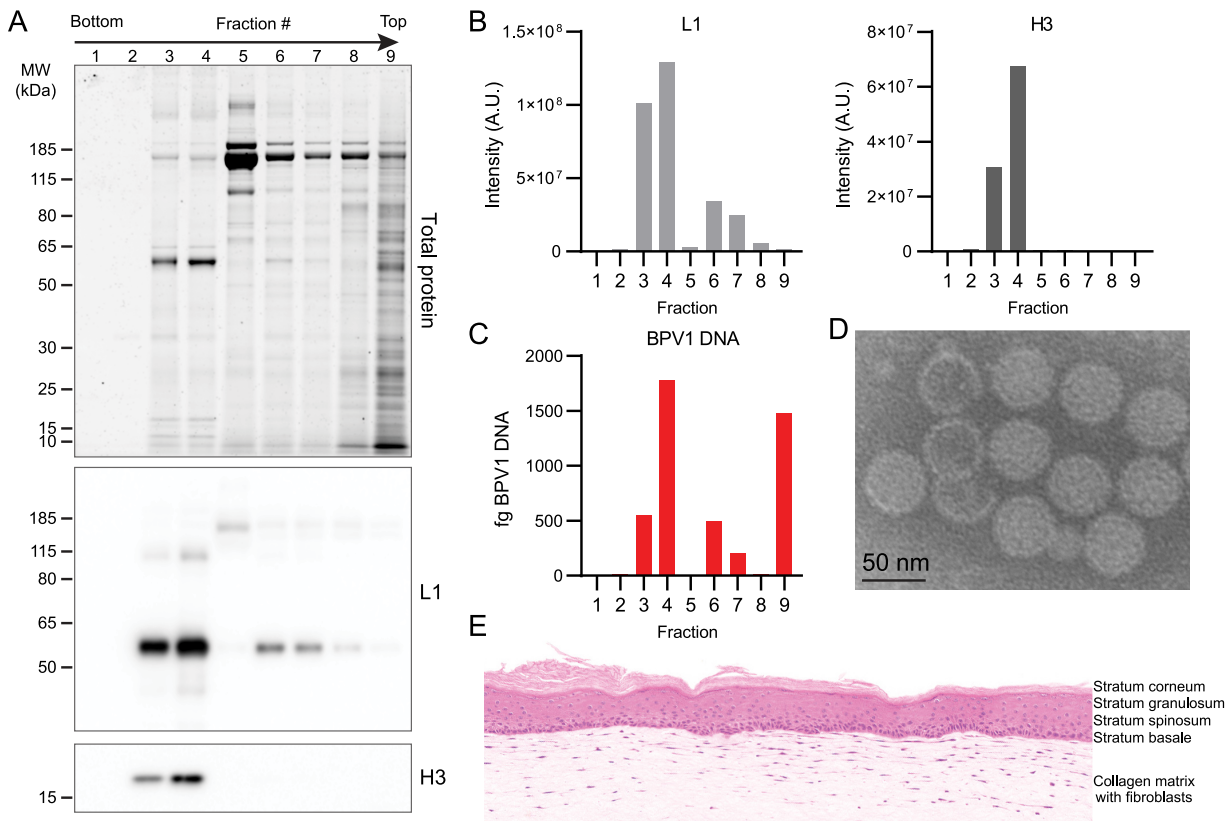 A
Bottom Fraction # Top
1 2 3 4 5 6 7 8 9
MW
(kDa)
185
115
80
65
50
30
25
15
10
Total protein
185
115
80
65
50
L1
15
H3
B
L1
Intensity (A.U.)
1.5×10⁸
1×10⁸
5×10⁷
0
1 2 3 4 5 6 7 8 9
Fraction
H3
Intensity (A.U.)
8×10⁷
6×10⁷
4×10⁷
2×10⁷
0
1 2 3 4 5 6 7 8 9
Fraction
C
BPV1 DNA
fg BPV1 DNA
2000
1500
1000
500
0
1 2 3 4 5 6 7 8 9
Fraction
D
50 nm
E
Stratum corneum
Stratum granulosum
Stratum spinosum
Stratum basale
Collagen matrix
with fibroblasts